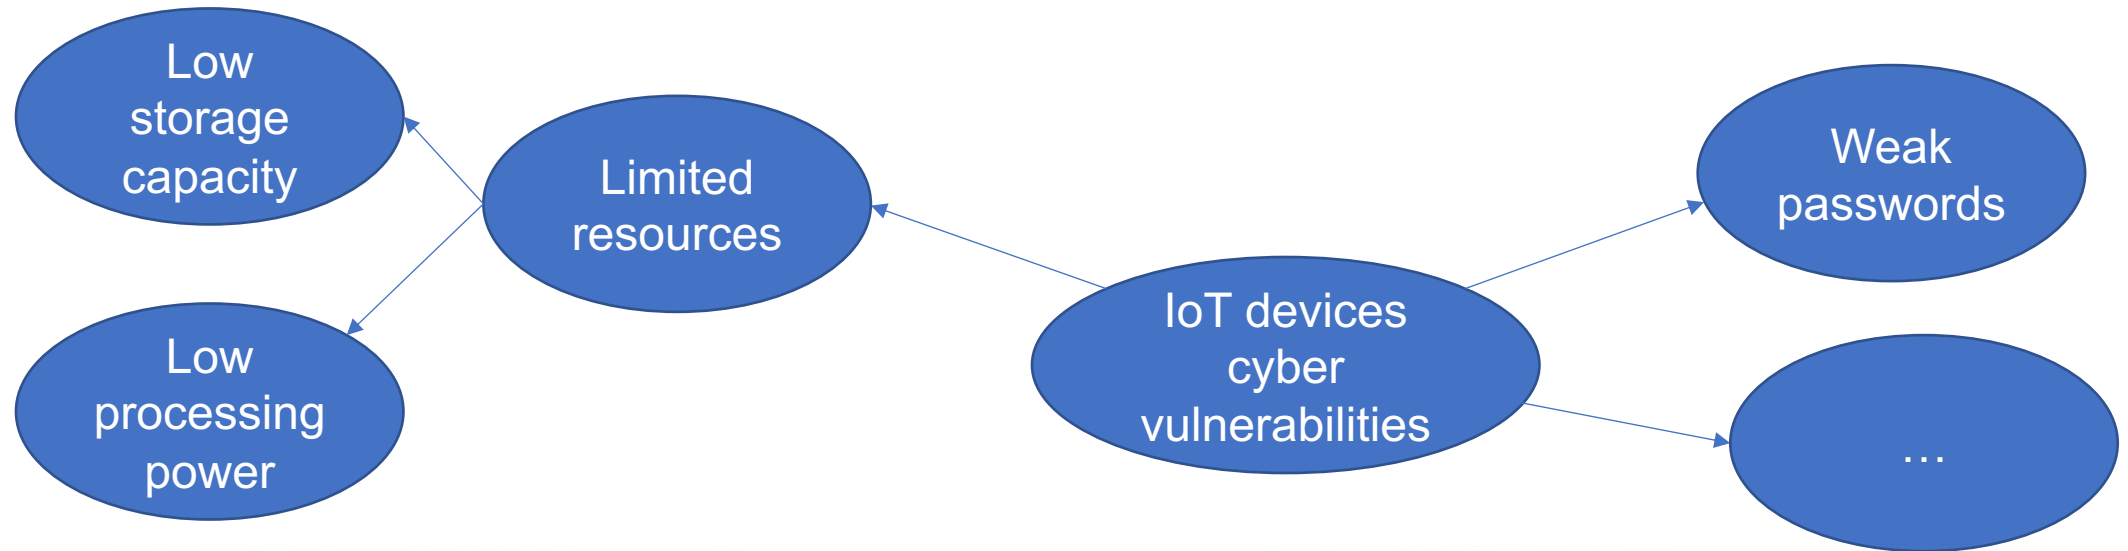 Low
storage
capacity
Limited
resources
Low
processing
power
IoT devices
cyber
vulnerabilities
Weak
passwords
…